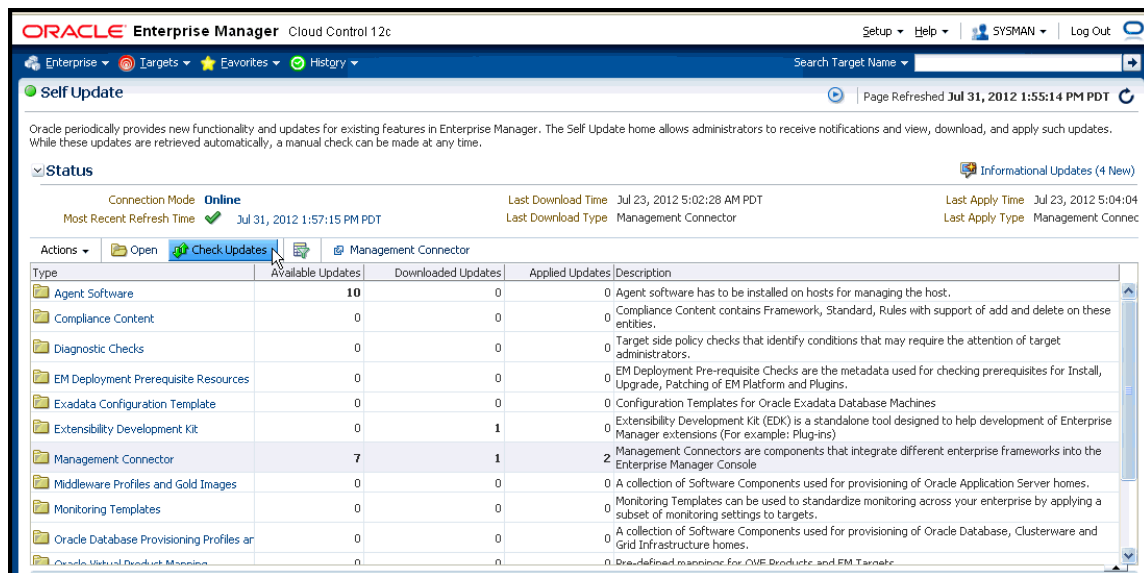 ORACLE Enterprise Manager Cloud Control 12c
Setup Help SYSMAN Log Out
Enterprise Targets Favorites History Search Target Name
Self Update
Page Refreshed Jul 31, 2012 1:55:14 PM PDT
Oracle periodically provides new functionality and updates for existing features in Enterprise Manager. The Self Update home allows administrators to receive notifications and view, download, and apply such updates.
While these updates are retrieved automatically, a manual check can be made at any time.
Status
Informational Updates (4 New)
Connection Mode Online
Last Download Time Jul 23, 2012 5:02:28 AM PDT
Last Apply Time Jul 23, 2012 5:04:04
Most Recent Refresh Time Jul 31, 2012 1:57:15 PM PDT
Last Download Type Management Connector
Last Apply Type Management Connec
Actions Open Check Updates Management Connector
Type Available Updates Downloaded Updates Applied Updates Description
Agent Software 10 0 0 Agent software has to be installed on hosts for managing the host.
Compliance Content 0 0 0 Compliance Content contains Framework, Standard, Rules with support of add and delete on these
entities.
Diagnostic Checks 0 0 0 Target side policy checks that identify conditions that may require the attention of target
administrators.
EM Deployment Prerequisite Resources 0 0 0 EM Deployment Pre-requisite Checks are the metadata used for checking prerequisites for Install,
Upgrade, Patching of EM Platform and Plugins.
Exadata Configuration Template 0 0 0 Configuration Templates for Oracle Exadata Database Machines
Extensibility Development Kit 0 1 0 Extensibility Development Kit (EDK) is a standalone tool designed to help development of Enterprise
Manager extensions (For example: Plug-ins)
Management Connector 7 1 2 Management Connectors are components that integrate different enterprise frameworks into the
Enterprise Manager Console
Middleware Profiles and Gold Images 0 0 0 A collection of Software Components used for provisioning of Oracle Application Server homes.
Monitoring Templates 0 0 0 Monitoring Templates can be used to standardize monitoring across your enterprise by applying a
subset of monitoring settings to targets.
Oracle Database Provisioning Profiles an 0 0 0 A collection of Software Components used for provisioning of Oracle Database, Clusterware and
Grid Infrastructure homes.
Oracle Virtual Product Mapping 0 0 0 Pre-defined mappings for OVF Products and EM Targets